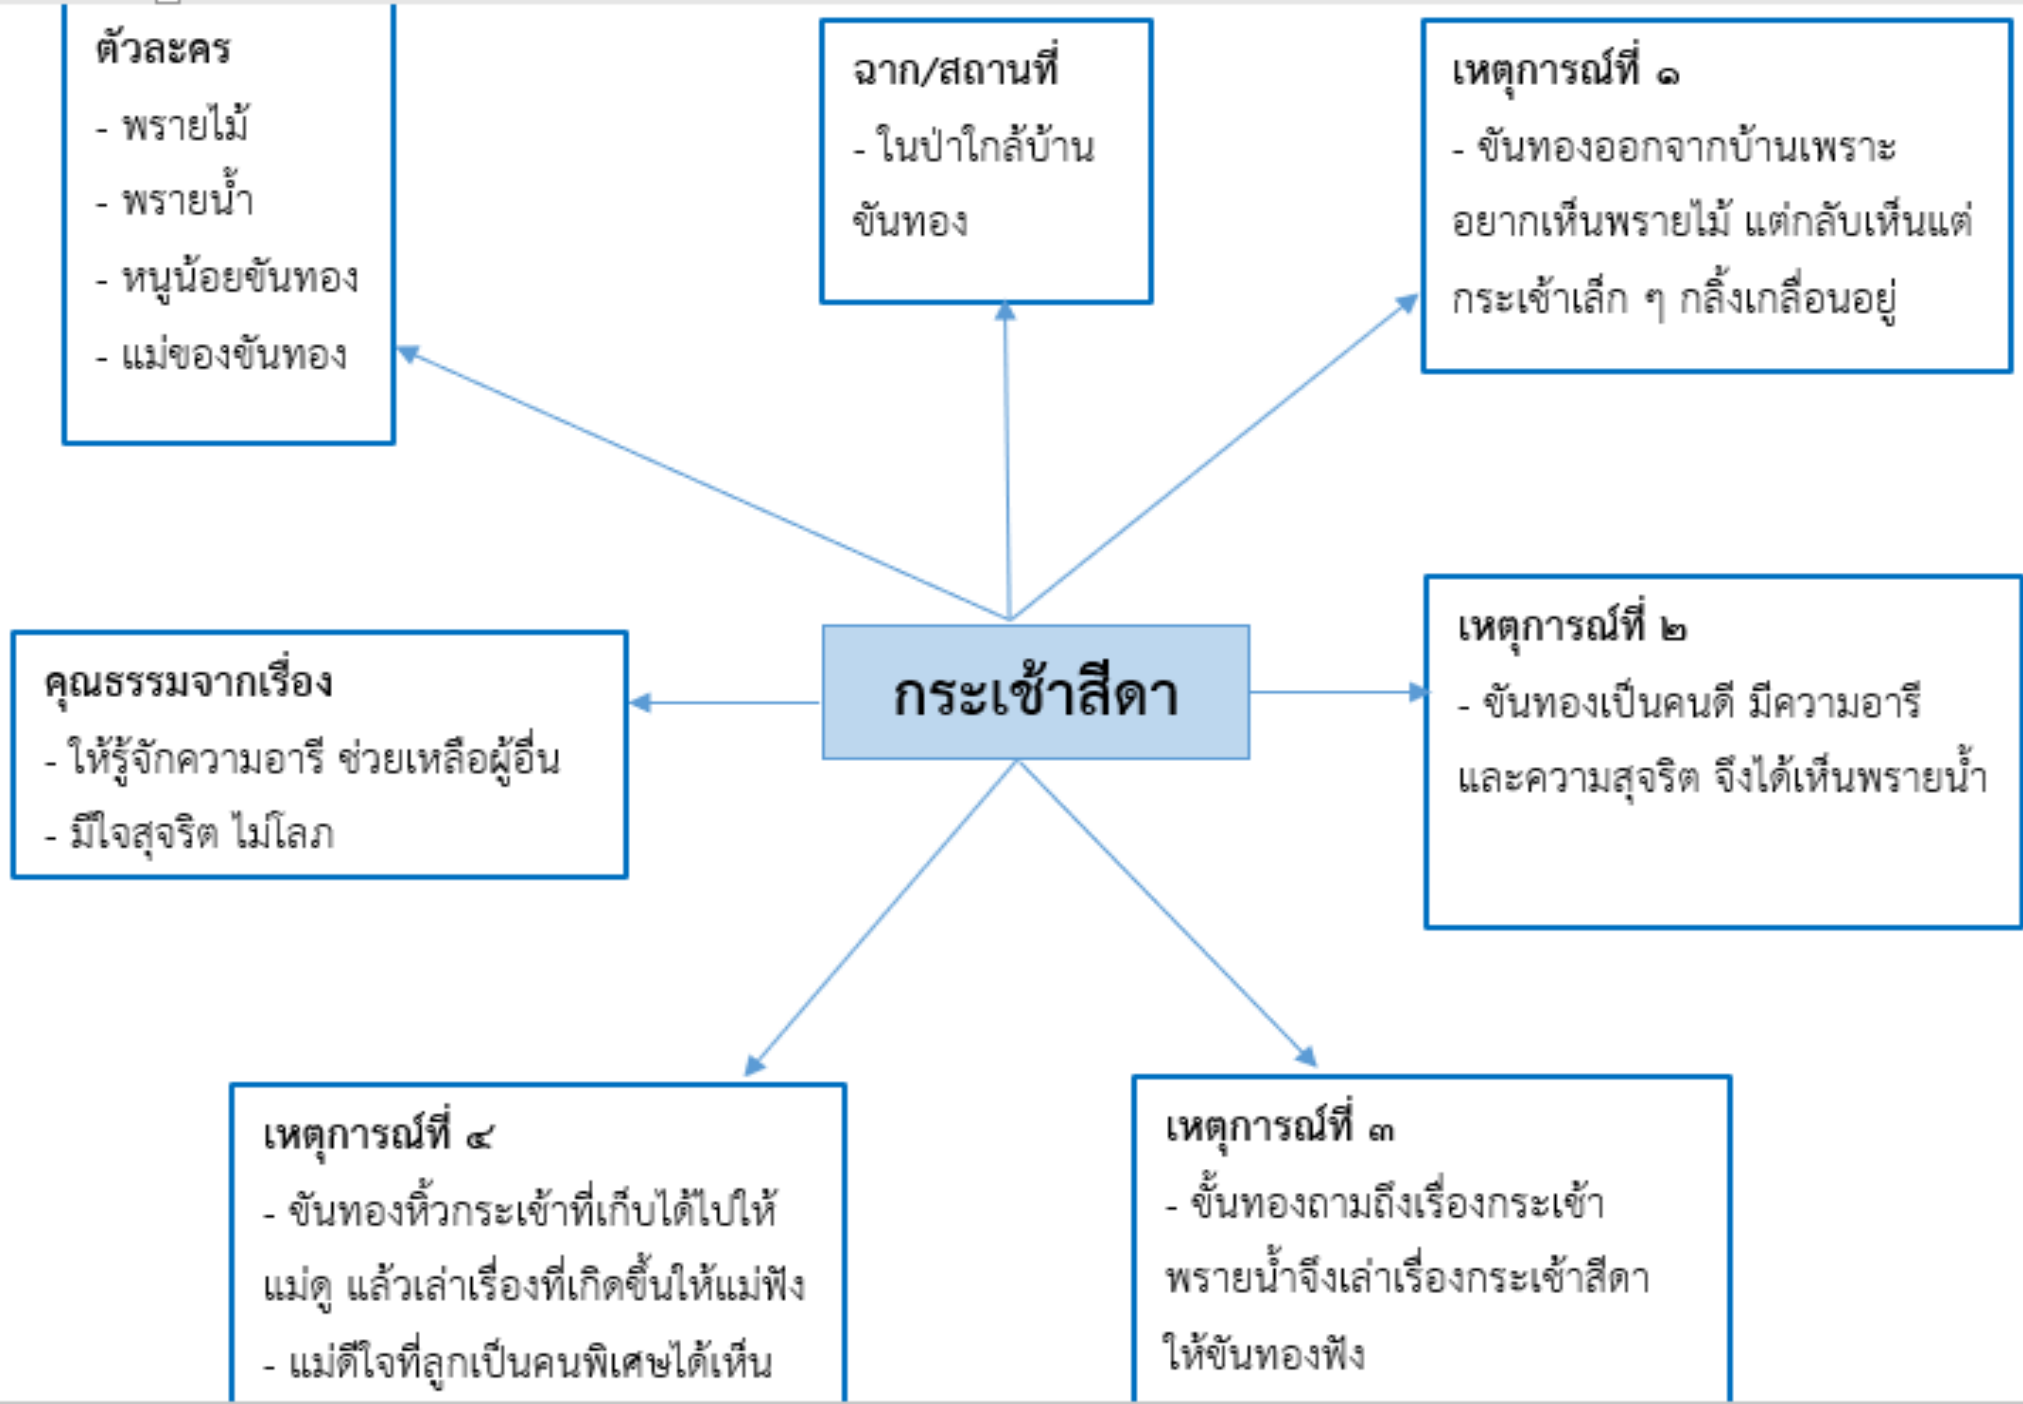 ตัวละคร
- พรายไม้
- พรายน้ำ
- หนูน้อยขันทอง
- แม่ของขันทอง
ฉาก/สถานที่
- ในป่าใกล้บ้าน
ขันทอง
เหตุการณ์ที่ ๑
- ขันทองออกจากบ้านเพราะ
อยากเห็นพรายไม้ แต่กลับเห็นแต่
กระเช้าเล็ก ๆ กลิ้งเกลื่อนอยู่
คุณธรรมจากเรื่อง
- ให้รู้จักความอารี ช่วยเหลือผู้อื่น
- มีใจสุจริต ไม่โลภ
กระเช้าสีดา
เหตุการณ์ที่ ๒
- ขันทองเป็นคนดี มีความอารี
และความสุจริต จึงได้เห็นพรายน้ำ
เหตุการณ์ที่ ๔
- ขันทองหิ้วกระเช้าที่เก็บได้ไปให้
แม่ดู แล้วเล่าเรื่องที่เกิดขึ้นให้แม่ฟัง
- แม่ดีใจที่ลูกเป็นคนพิเศษได้เห็น
เหตุการณ์ที่ ๓
- ขั้นทองถามถึงเรื่องกระเช้า
พรายน้ำจึงเล่าเรื่องกระเช้าสีดา
ให้ขันทองฟัง